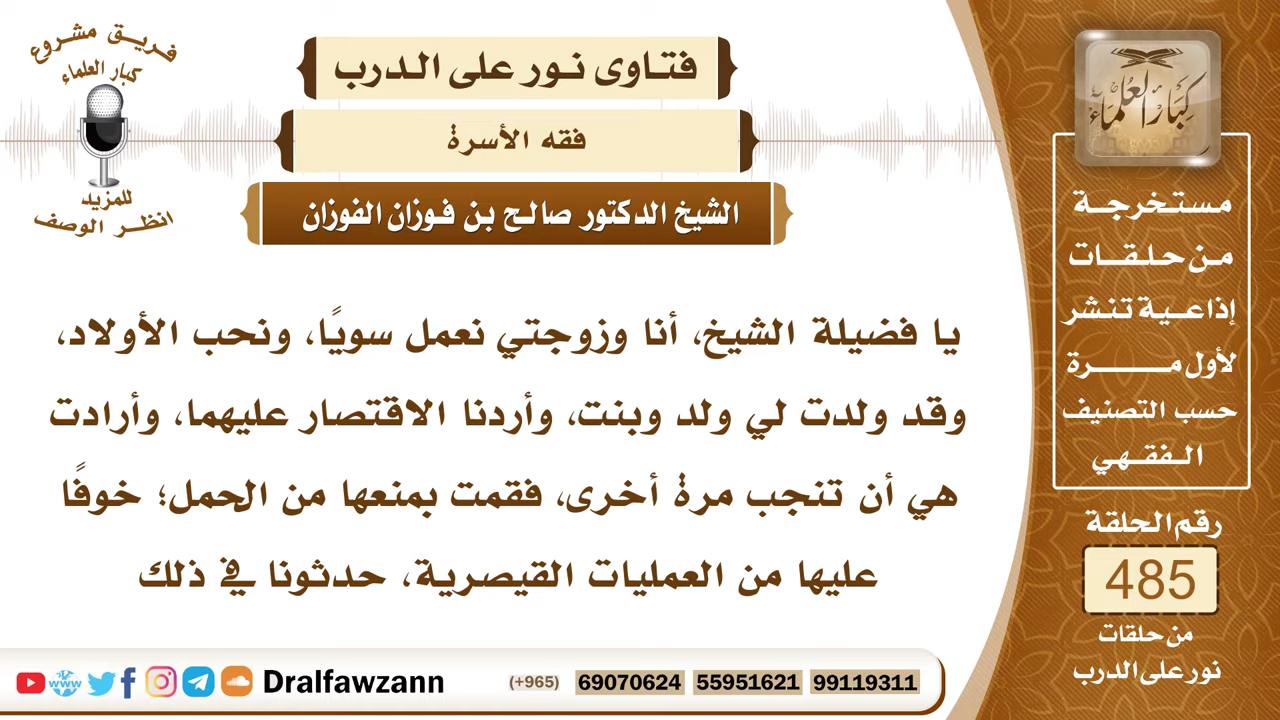 فريق مشروع
كبار العلماء
للمزيد
انظر الوصف
فتاوى نور على الدرب
فقه الأسرة
الشيخ الدكتور صالح بن فوزان الفوزان
يا فضيلة الشيخ، أنا وزوجتي نعمل سويًا، ونحب الأولاد،
وقد ولدت لي ولد وبنت، وأردنا الاقتصار عليهما، وأرادت
هي أن تنجب مرة أخرى، فقمت بمنعها من الحمل؛ خوفًا
عليها من العمليات القيصرية، حدثونا في ذلك
كبار العلماء
مستخرجة
من حلقات
إذاعية تنشر
لأول مرة
حسب التصنيف
الفقهي
رقم الحلقة
485
من حلقات
نور على الدرب
www
Dralfawzann
(+965) 69070624 55951621 99119311